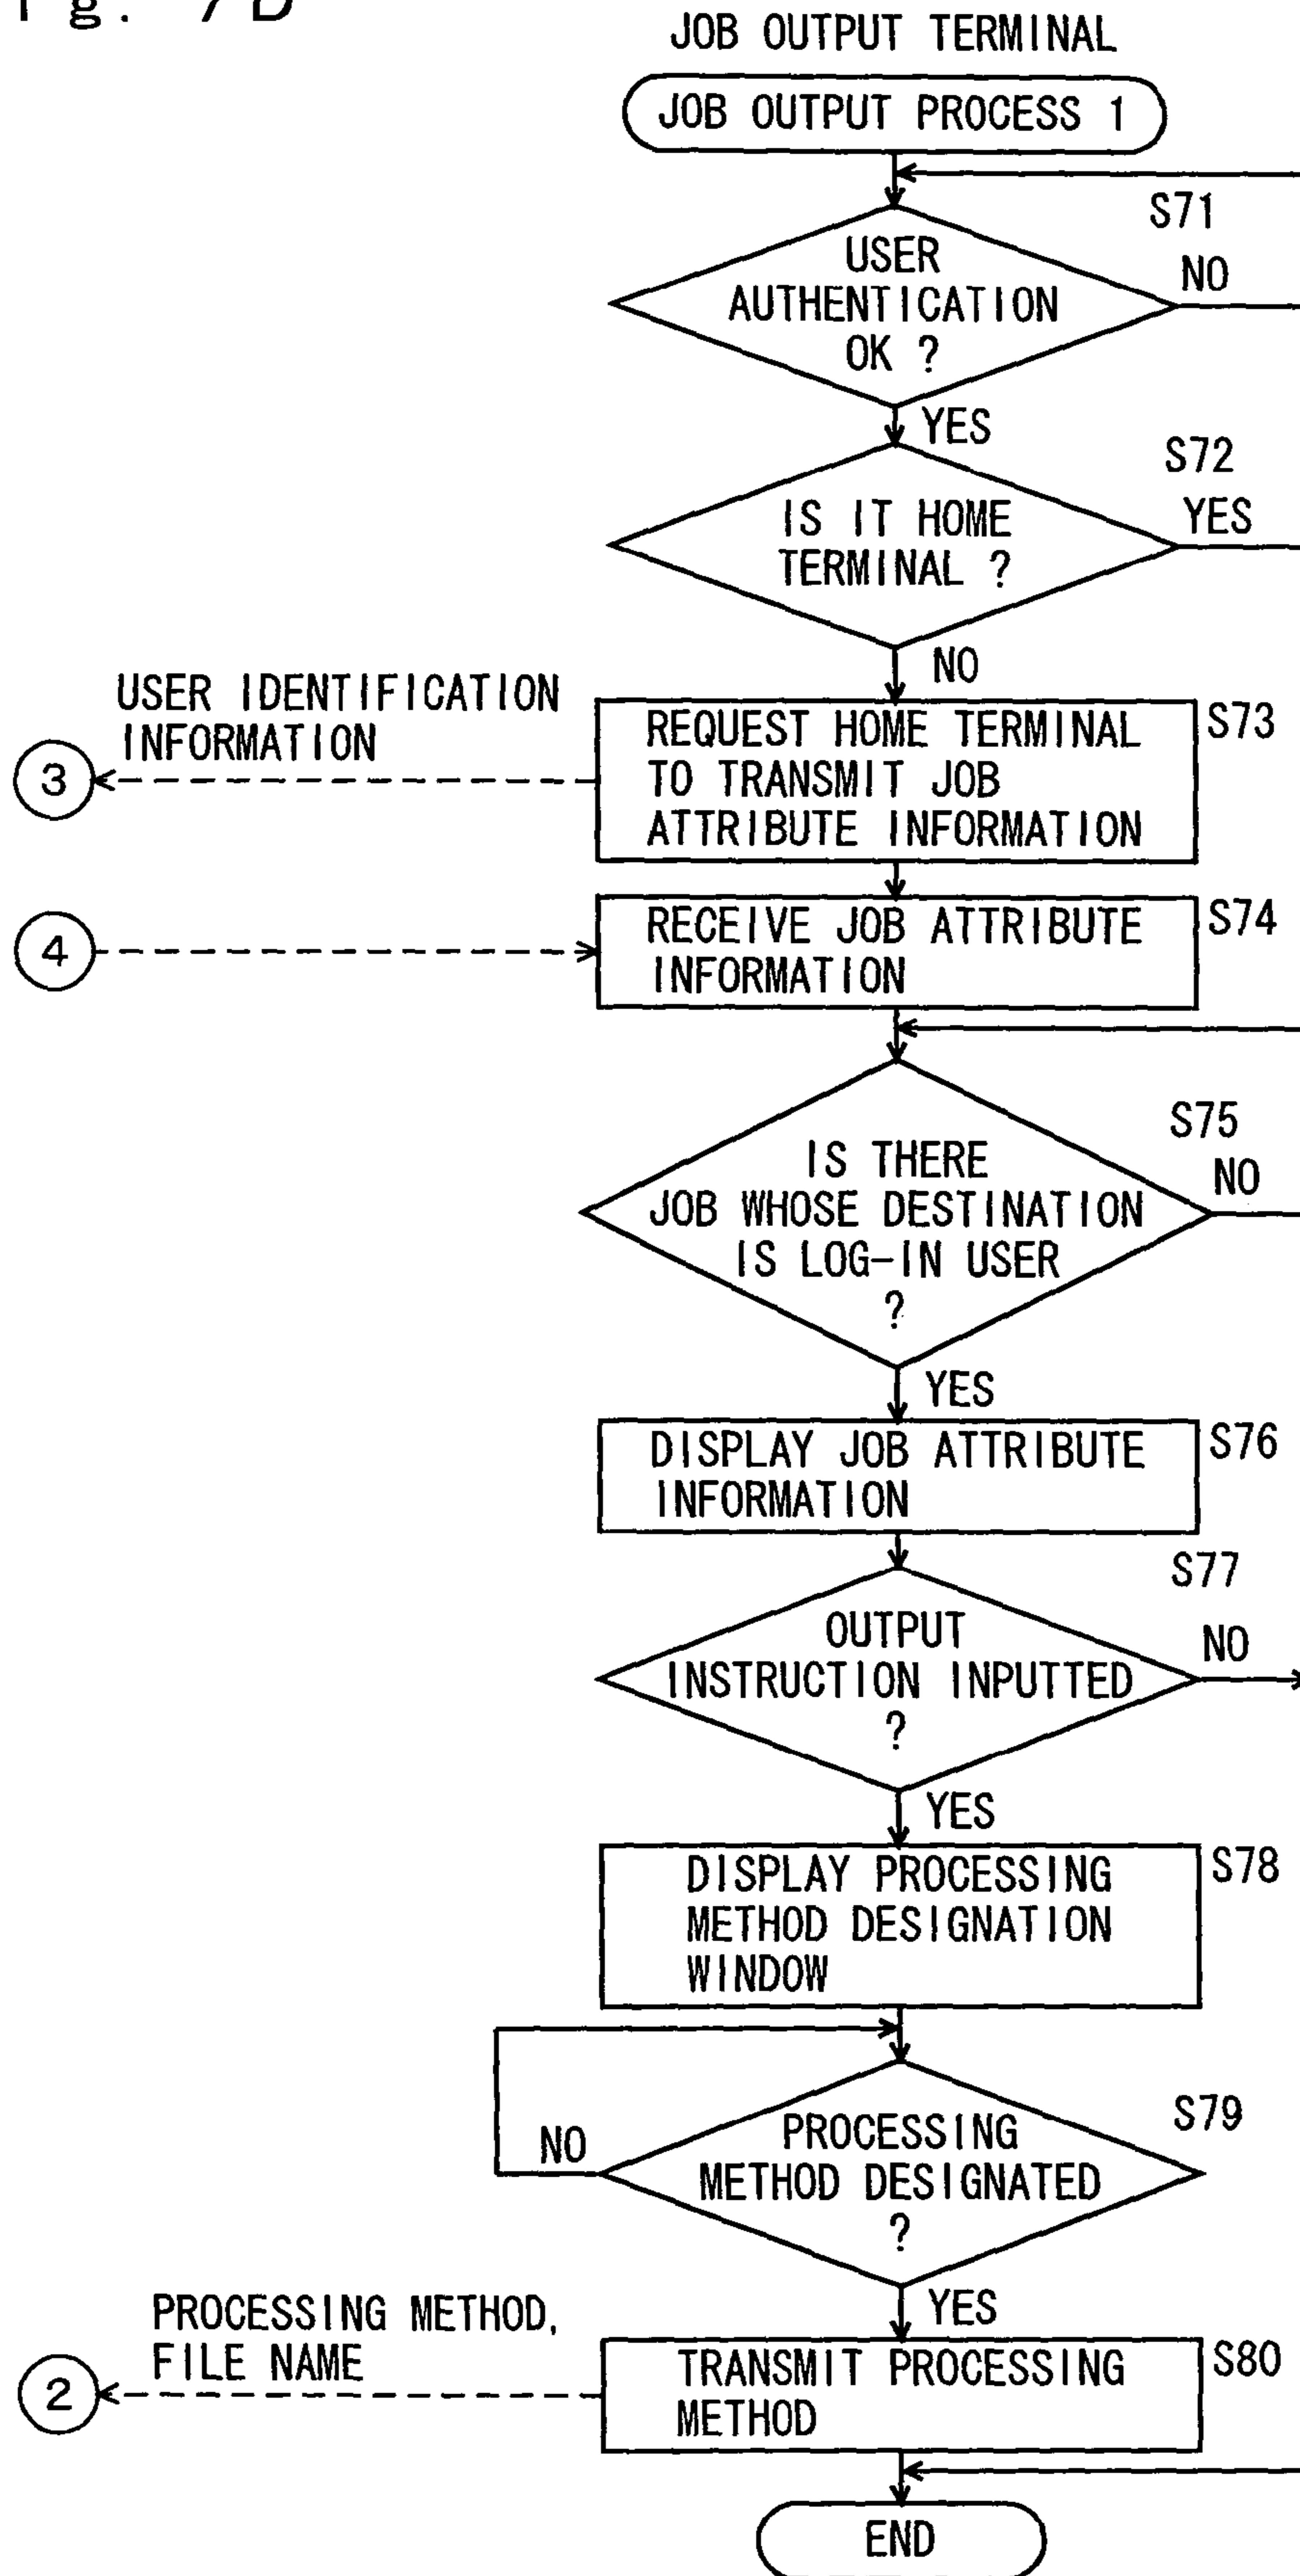 ig. 7B
JOB OUTPUT TERMINAL
JOB OUTPUT PROCESS 1
S71
USER
AUTHENTICATION
OK ?
NO
YES
S72
IS IT HOME
TERMINAL ?
YES
NO
USER IDENTIFICATION
INFORMATION
3
REQUEST HOME TERMINAL
TO TRANSMIT JOB
ATTRIBUTE INFORMATION
S73
4
RECEIVE JOB ATTRIBUTE
INFORMATION
S74
S75
IS THERE
JOB WHOSE DESTINATION
IS LOG-IN USER
?
NO
YES
DISPLAY JOB ATTRIBUTE
INFORMATION
S76
S77
OUTPUT
INSTRUCTION INPUTTED
?
NO
YES
DISPLAY PROCESSING
METHOD DESIGNATION
WINDOW
S78
S79
PROCESSING
METHOD DESIGNATED
?
NO
YES
PROCESSING METHOD,
FILE NAME
2
TRANSMIT PROCESSING
METHOD
S80
END